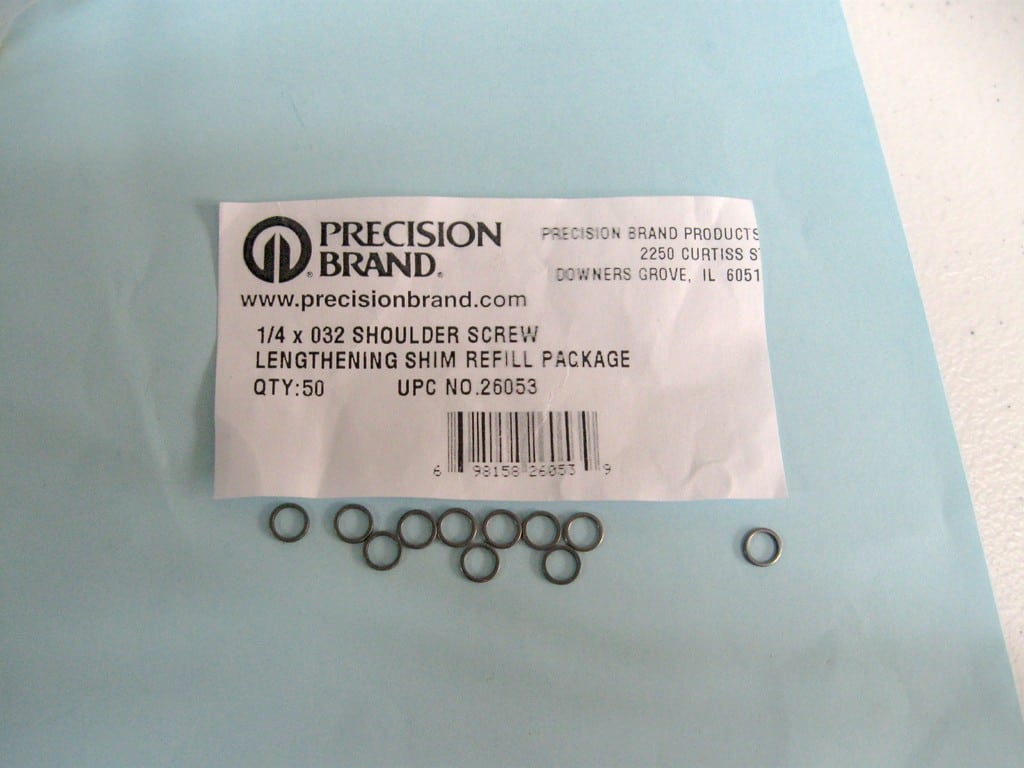 PRECISION
BRAND®
®
www.precisionbrand.com
PRECISION BRAND PRODUCTS
2250 CURTISS
DOWNERS GROVE, IL 6051
1/4 x 032 SHOULDER SCREW
LENGTHENING SHIM REFILL PACKAGE
QTY:50 UPC NO.26053
6 98158 26053 9